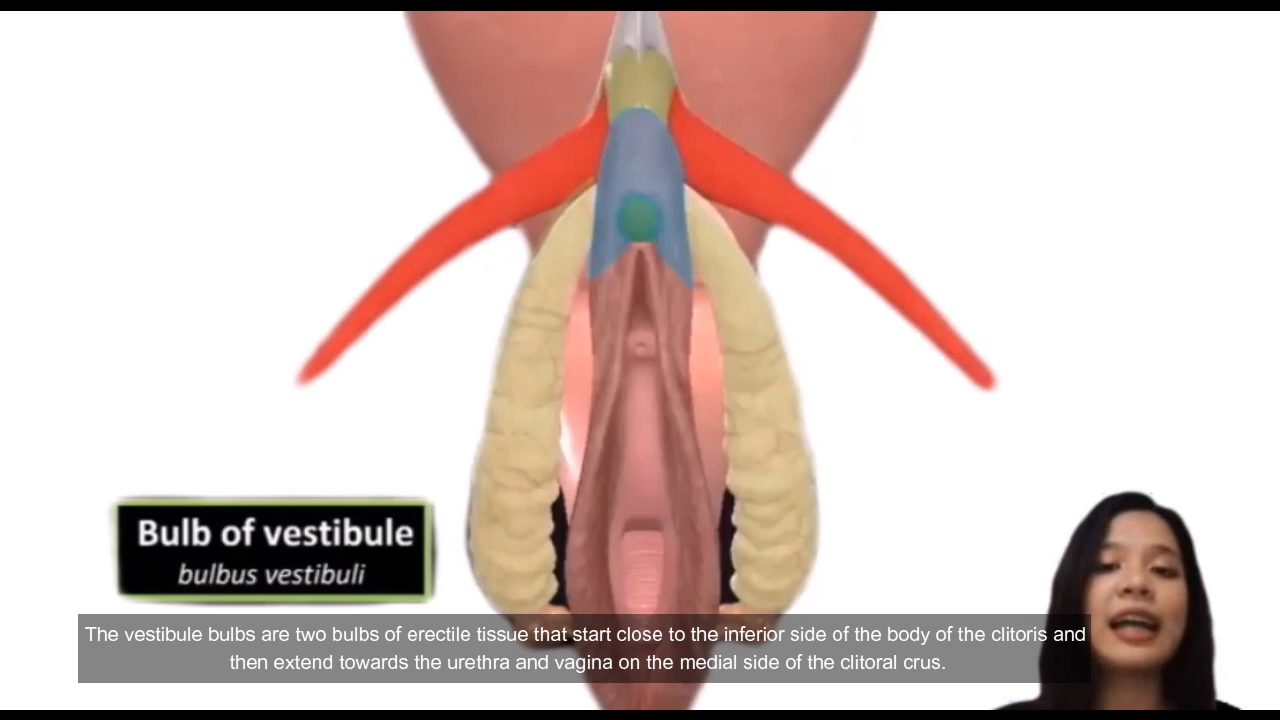 Bulb of vestibule
bulbus vestibuli
The vestibule bulbs are two bulbs of erectile tissue that start close to the inferior side of the body of the clitoris and
then extend towards the urethra and vagina on the medial side of the clitoral crus.